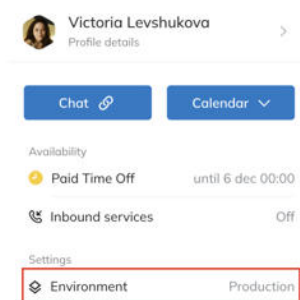 Victoria Levshukova
Profile details
Chat
Calendar
Availability
Paid Time Off until 6 dec 00:00
Inbound services Off
Settings
Environment Production